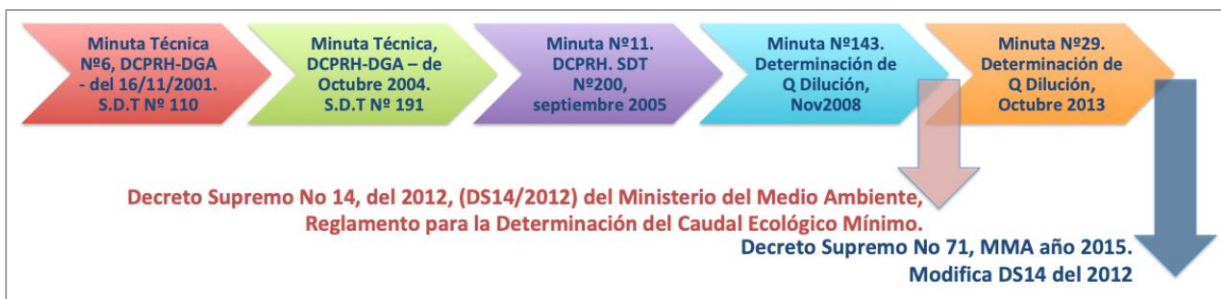 Minuta Técnica
Nº6, DCPRH-DGA
- del 16/11/2001.
S.D.T Nº 110
Minuta Técnica,
DCPRH-DGA – de
Octubre 2004.
S.D.T Nº 191
Minuta Nº11.
DCPRH. SDT
Nº200,
septiembre 2005
Minuta Nº143.
Determinación de
Q Dilución,
Nov2008
Minuta Nº29.
Determinación de
Q Dilución,
Octubre 2013
Decreto Supremo No 14, del 2012, (DS14/2012) del Ministerio del Medio Ambiente,
Reglamento para la Determinación del Caudal Ecológico Mínimo.
Decreto Supremo No 71, MMA año 2015.
Modifica DS14 del 2012